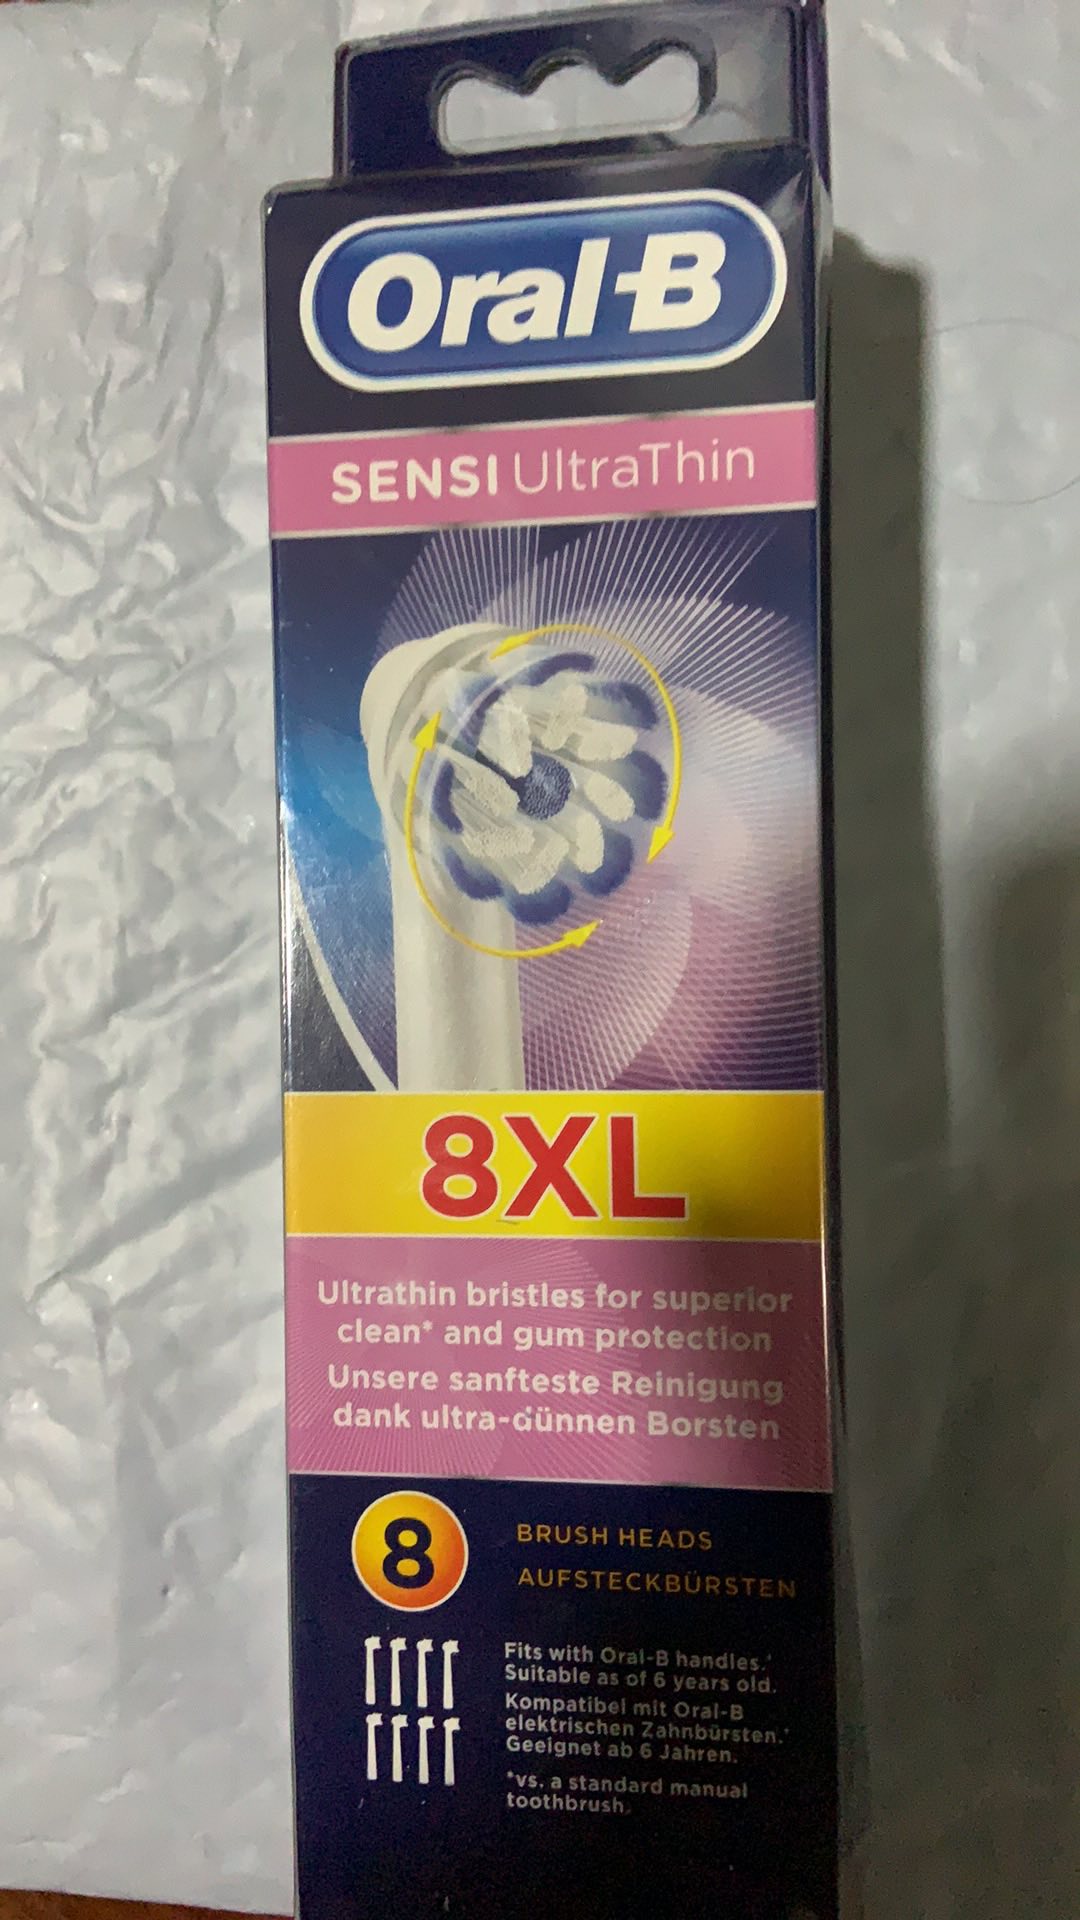 Oral-B
SENSI UltraThin
8XL
Ultrathin bristles for superior
clean* and gum protection
Unsere sanfteste Reinigung
dank ultra-dünnen Borsten
8
BRUSH HEADS
AUFSTECKBÜRSTEN
Fits with Oral-B handles.*
Suitable as of 6 years old.
Kompatibel mit Oral-B
elektrischen Zahnbürsten.*
Geeignet ab 6 Jahren.
*vs. a standard manual
toothbrush.